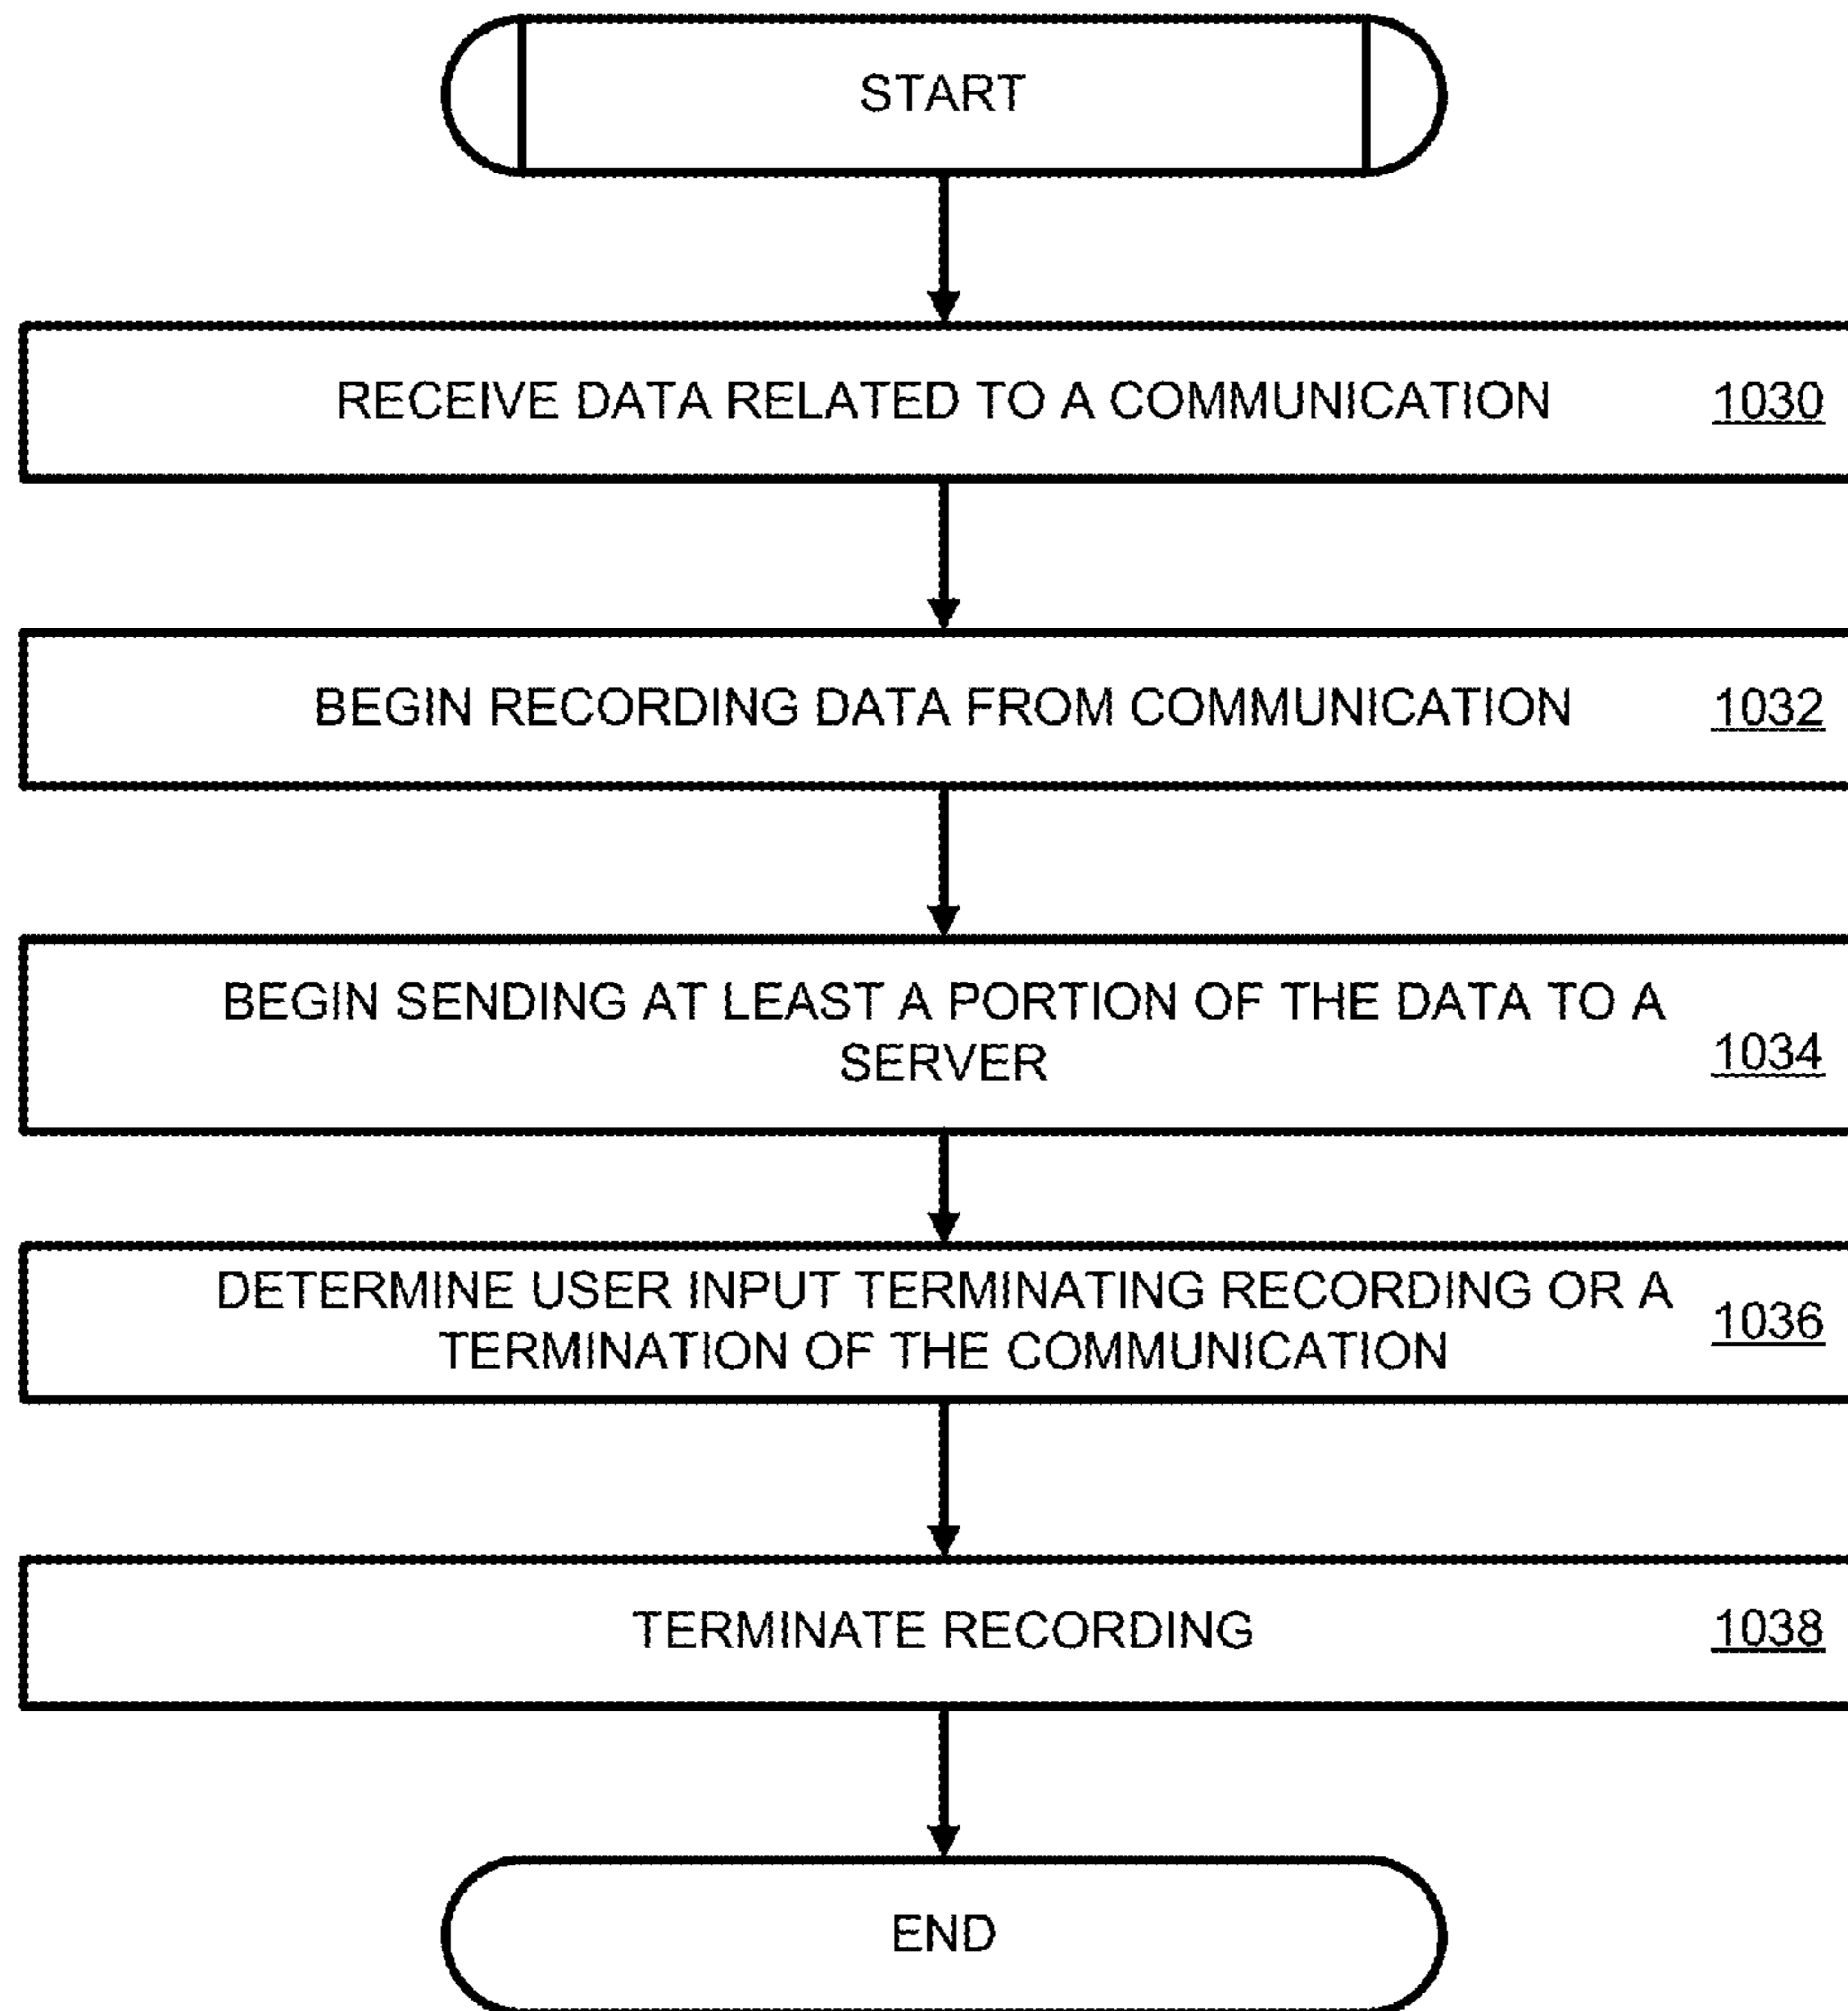 START
RECEIVE DATA RELATED TO A COMMUNICATION 1030
BEGIN RECORDING DATA FROM COMMUNICATION 1032
BEGIN SENDING AT LEAST A PORTION OF THE DATA TO A
SERVER 1034
DETERMINE USER INPUT TERMINATING RECORDING OR A
TERMINATION OF THE COMMUNICATION 1036
TERMINATE RECORDING 1038
END